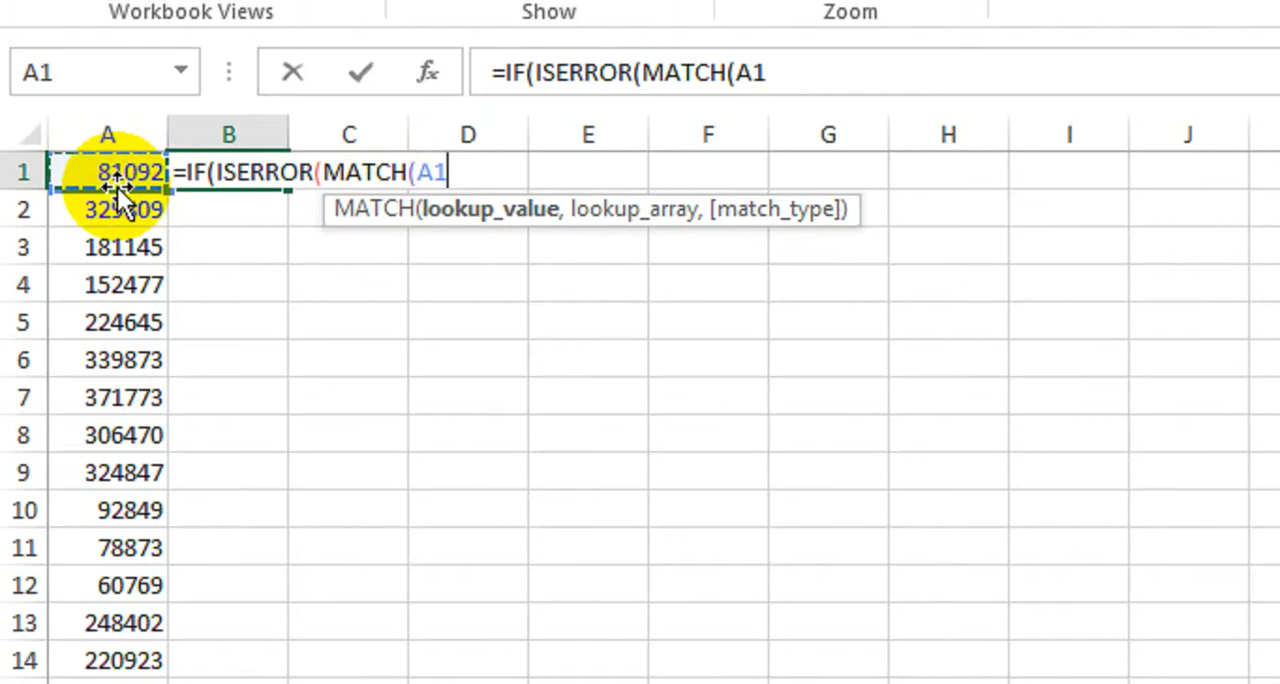 Workbook Views Show Zoom
A1 fx =IF(ISERROR(MATCH(A1
A B C D E F G H I J
1 81092 =IF(ISERROR(MATCH(A1
2 MATCH(lookup_value, lookup_array, [match_type])
3 181145
4 152477
5 224645
6 339873
7 371773
8 306470
9 324847
10 92849
11 78873
12 60769
13 248402
14 220923